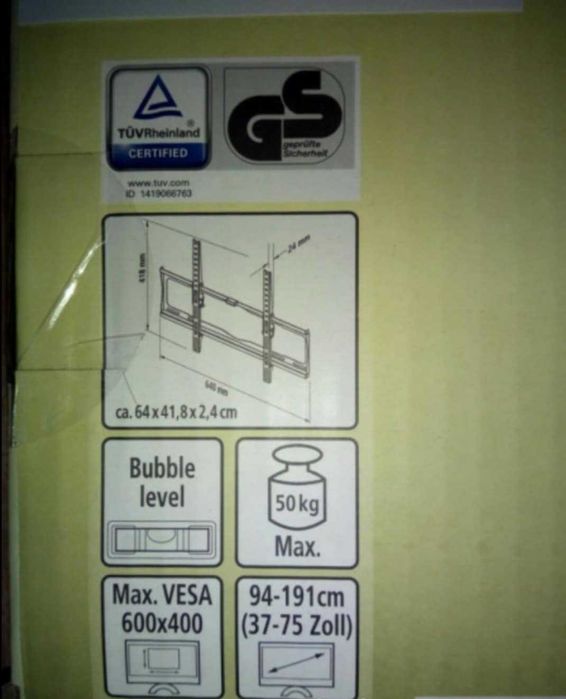 TÜVRheinland®
CERTIFIED
GS
geprüfte
Sicherheit
www.tuv.com
ID 1419066763
418 mm
24 mm
640 mm
ca. 64 x 41,8 x 2,4 cm
Bubble
level
50 kg
Max.
Max. VESA
600x400
94-191cm
(37-75 Zoll)